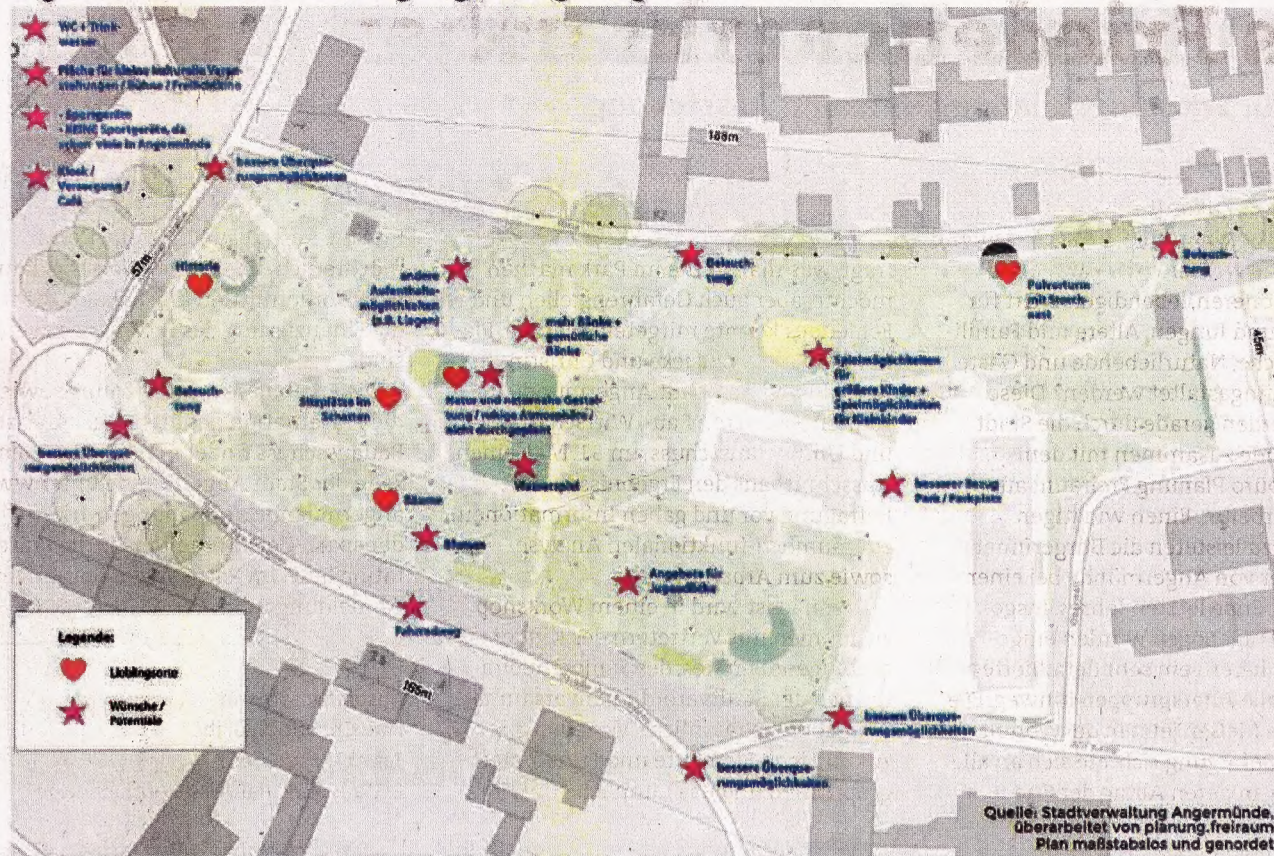 WC + Trink-
wasser
Fläche für kleine kulturelle Veran-
staltungen / Bühne / Freilichtkino
- Sportgeräte
- KEINE Sportgeräte, da
schon viele in Angermünde
Kiosk /
Versorgung /
Café
bessere Überque-
rungsmöglichkeiten
188m
57m
Historie
andere
Aufenthalts-
möglichkeiten
(z.B. Liegen)
Beleuch-
tung
Pulverturm
mit Storch-
nest
Beleuch-
tung
45m
mehr Bänke +
gemütliche
Bänke
Spielmöglichkeiten
für
größere Kinder +
Spielmöglichkeiten
für Kleinkinder
Beleuch-
tung
Sitzplätze im
Schatten
Natur und naturnahe Gestal-
tung / ruhige Atmosphäre /
nicht durchgeplant
bessere Überque-
rungsmöglichkeiten
Wasserspiel
besserer Bezug
Park / Parkplatz
Bäume
Blumen
Angebote für
Jugendliche
Fahrradweg
165m
Legende:
Lieblingsorte
Wünsche /
Potentiale
bessere Überque-
rungsmöglichkeiten
bessere Überque-
rungsmöglichkeiten
Quelle: Stadtverwaltung Angermünde,
überarbeitet von planung.freiraum
Plan maßstabslos und genordet